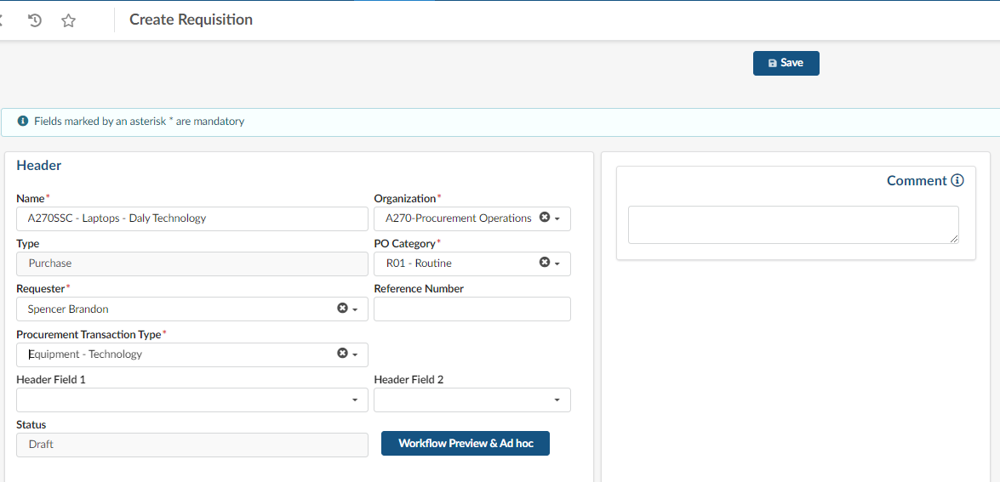 Create Requisition
Save
Fields marked by an asterisk * are mandatory
Header
Name*
Organization*
A270SSC - Laptops - Daly Technology
A270-Procurement Operations
Type
PO Category*
Purchase
R01 - Routine
Requester*
Reference Number
Spencer Brandon
Procurement Transaction Type*
Equipment - Technology
Header Field 1
Header Field 2
Status
Draft
Workflow Preview & Ad hoc
Comment